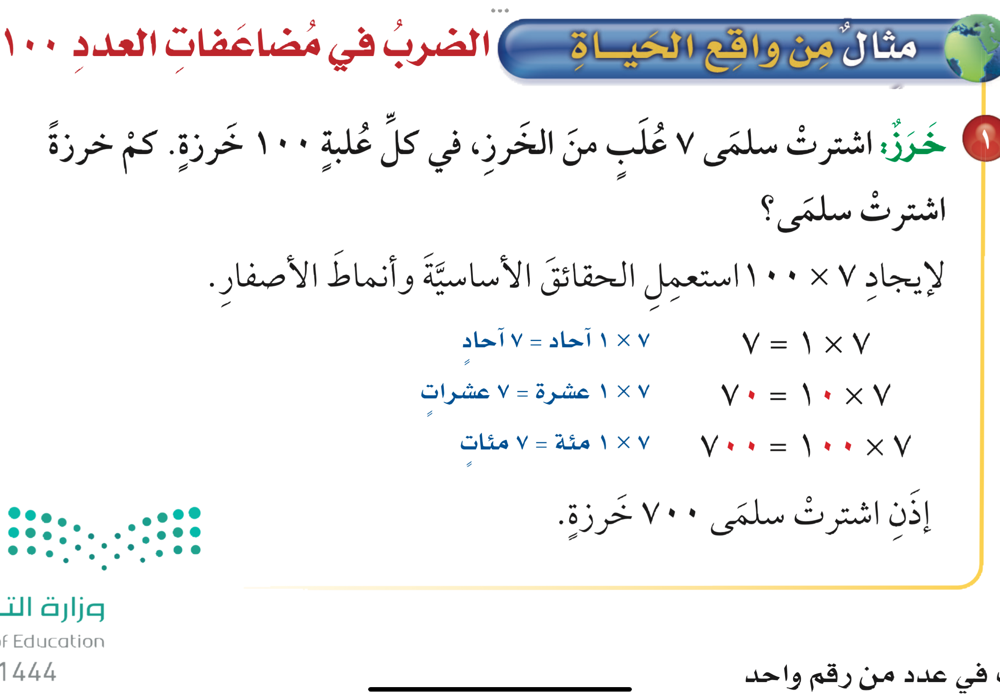 مثالٌ مِن واقِع الحَيـــاةِ الضربُ في مُضاعَفاتِ العددِ ١٠٠
١ خَرَزٌ: اشترتْ سلمَى ٧ عُلَبٍ منَ الخَرزِ، في كلِّ عُلبةٍ ١٠٠ خَرزةٍ. كمْ خرزةً
اشترتْ سلمَى؟
لإيجادِ ٧ × ١٠٠ استعمِلِ الحقائقَ الأساسيَّةَ وأنماطَ الأصفارِ.
٧ × ١ = ٧ ٧ × ١ آحاد = ٧ آحادٍ
٧ × ١٠ = ٧٠ ٧ × ١ عشرة = ٧ عشراتٍ
٧ × ١٠٠ = ٧٠٠ ٧ × ١ مئة = ٧ مئاتٍ
إذَنِ اشترتْ سلمَى ٧٠٠ خَرزةٍ.
وزارة التـ
of Education
1444
في عدد من رقم واحد